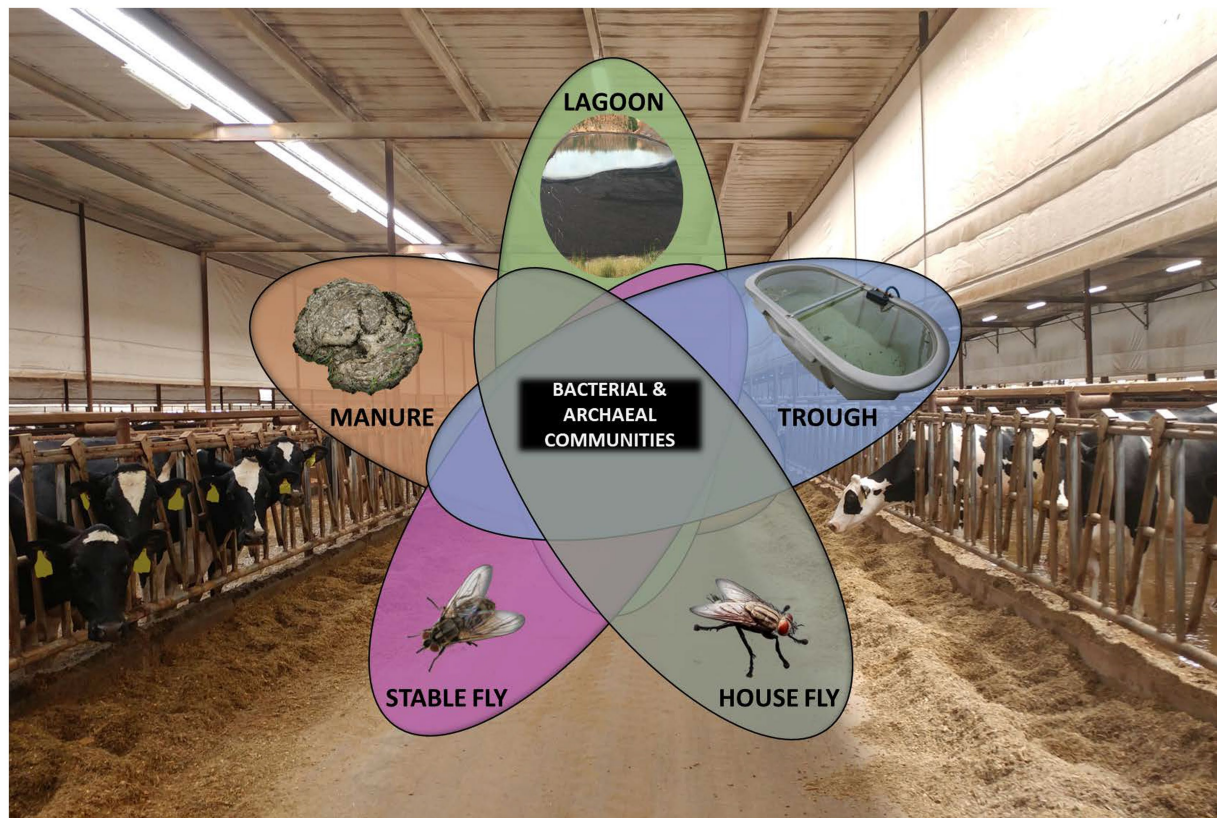 LAGOON
MANURE
TROUGH
BACTERIAL &
ARCHAEAL
COMMUNITIES
STABLE FLY
HOUSE FLY